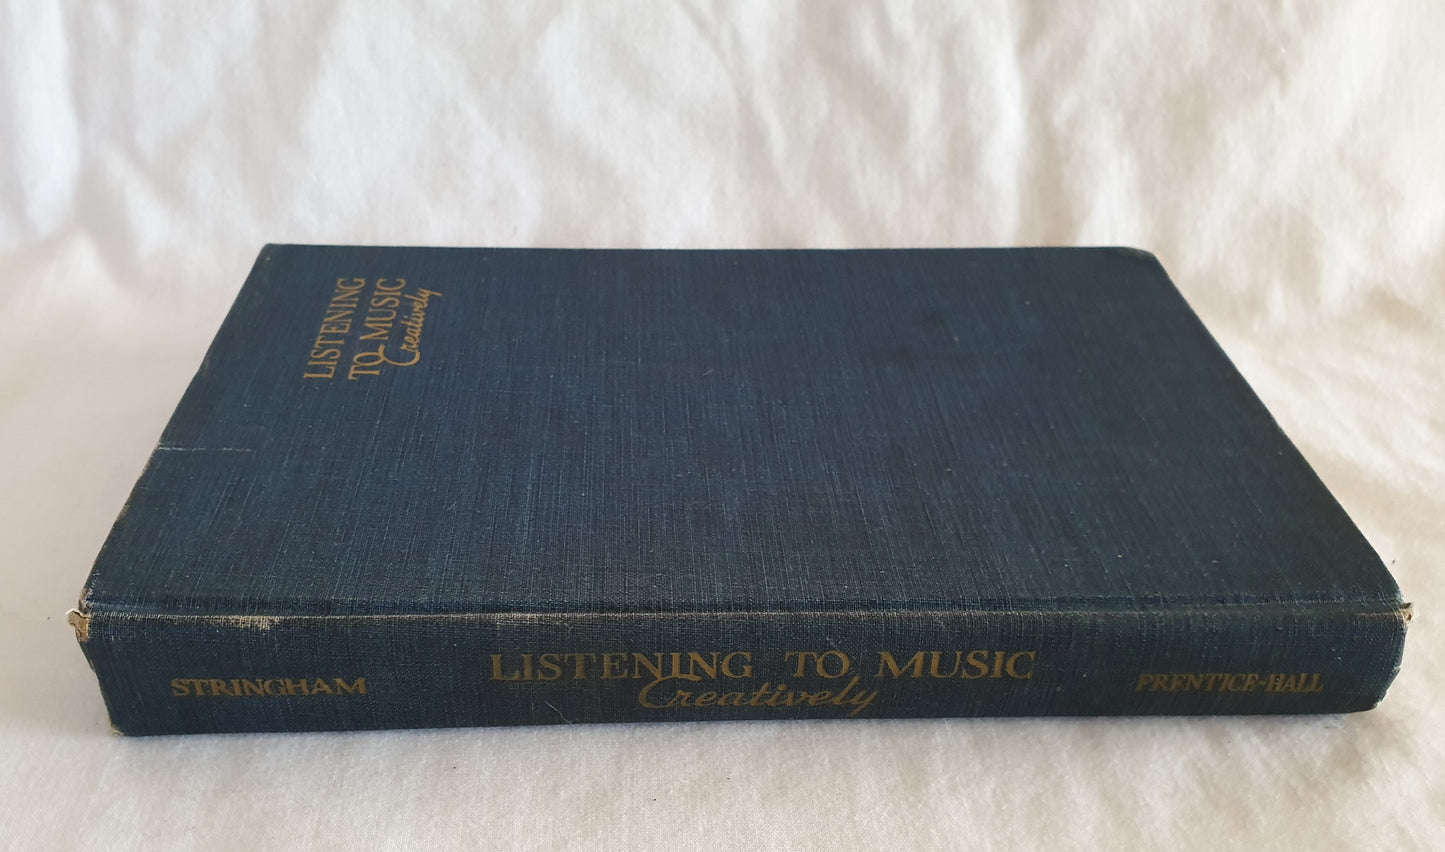 LISTENING
TO MUSIC
Creatively
STRINGHAM
LISTENING TO MUSIC
Creatively
PRENTICE-HALL